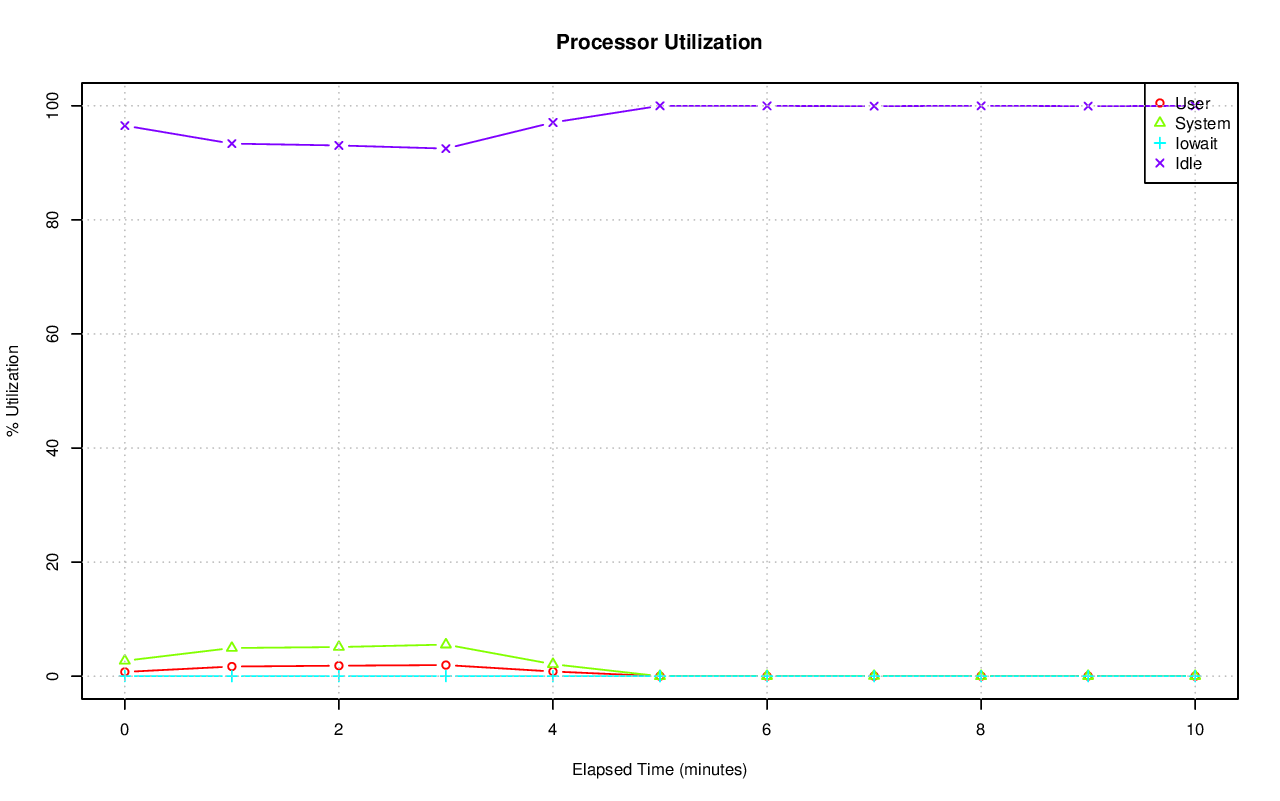 Processor Utilization
100
80
60
40
20
0
% Utilization
User
System
Iowait
Idle
0 2 4 6 8 10
Elapsed Time (minutes)